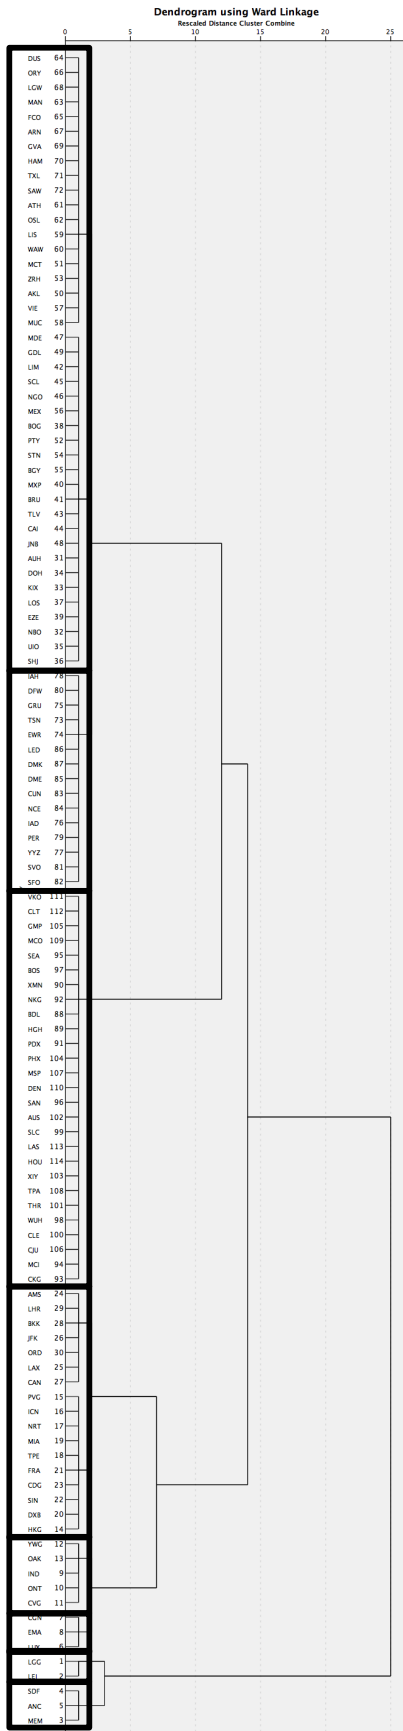 Dendrogram using Ward Linkage
Rescaled Distance Cluster Combine
0 5 10 15 20 25
DUS 64
ORY 66
LGW 68
MAN 63
FCO 65
ARN 67
GVA 69
HAM 70
TXL 71
SAW 72
ATH 61
OSL 62
LIS 59
WAW 60
MCT 51
ZRH 53
AKL 50
VIE 57
MUC 58
MDE 47
GDL 49
LIM 42
SCL 45
NGO 46
MEX 56
BOG 38
PTY 52
STN 54
BGY 55
MXP 40
BRU 41
TLV 43
CAI 44
JNB 48
AUH 31
DOH 34
KIX 33
LOS 37
EZE 39
NBO 32
UIO 35
SHJ 36
IAH 78
DFW 80
GRU 75
TSN 73
EWR 74
LED 86
DMK 87
DME 85
CUN 83
NCE 84
IAD 76
PER 79
YYZ 77
SVO 81
SFO 82
VKO 111
CLT 112
GMP 105
MCO 109
SEA 95
BOS 97
XMN 90
NKG 92
BDL 88
HGH 89
PDX 91
PHX 104
MSP 107
DEN 110
SAN 96
AUS 102
SLC 99
LAS 113
HOU 114
XIY 103
TPA 108
THR 101
WUH 98
CLE 100
CJU 106
MCI 94
CKG 93
AMS 24
LHR 29
BKK 28
JFK 26
ORD 30
LAX 25
CAN 27
PVG 15
ICN 16
NRT 17
MIA 19
TPE 18
FRA 21
CDG 23
SIN 22
DXB 20
HKG 14
YWG 12
OAK 13
IND 9
ONT 10
CVG 11
CGN 7
EMA 8
LUX 6
LGG 1
LEJ 2
SDF 4
ANC 5
MEM 3